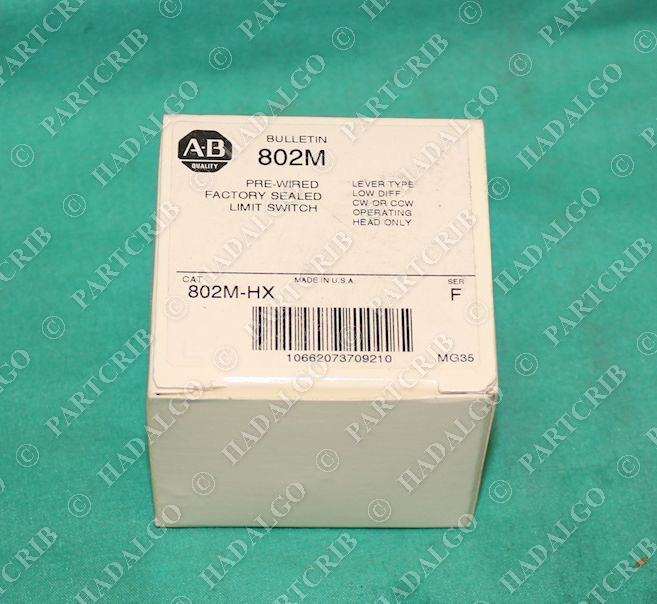 AB
QUALITY
BULLETIN
802M
PRE-WIRED
FACTORY SEALED
LIMIT SWITCH
LEVER TYPE
LOW DIFF
CW OR CCW
OPERATING
HEAD ONLY
CAT
MADE IN U.S.A.
SER
802M-HX
F
10662073709210
MG35
© PARTCRIB
© HADALGO